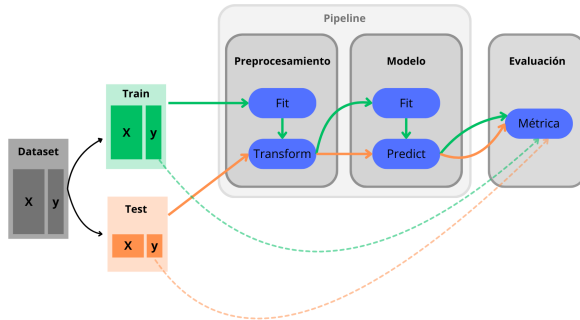 Pipeline
Preprocesamiento
Modelo
Evaluación
Train
Fit
Fit
X
y
Métrica
Dataset
Transform
Predict
X
y
Test
X
y